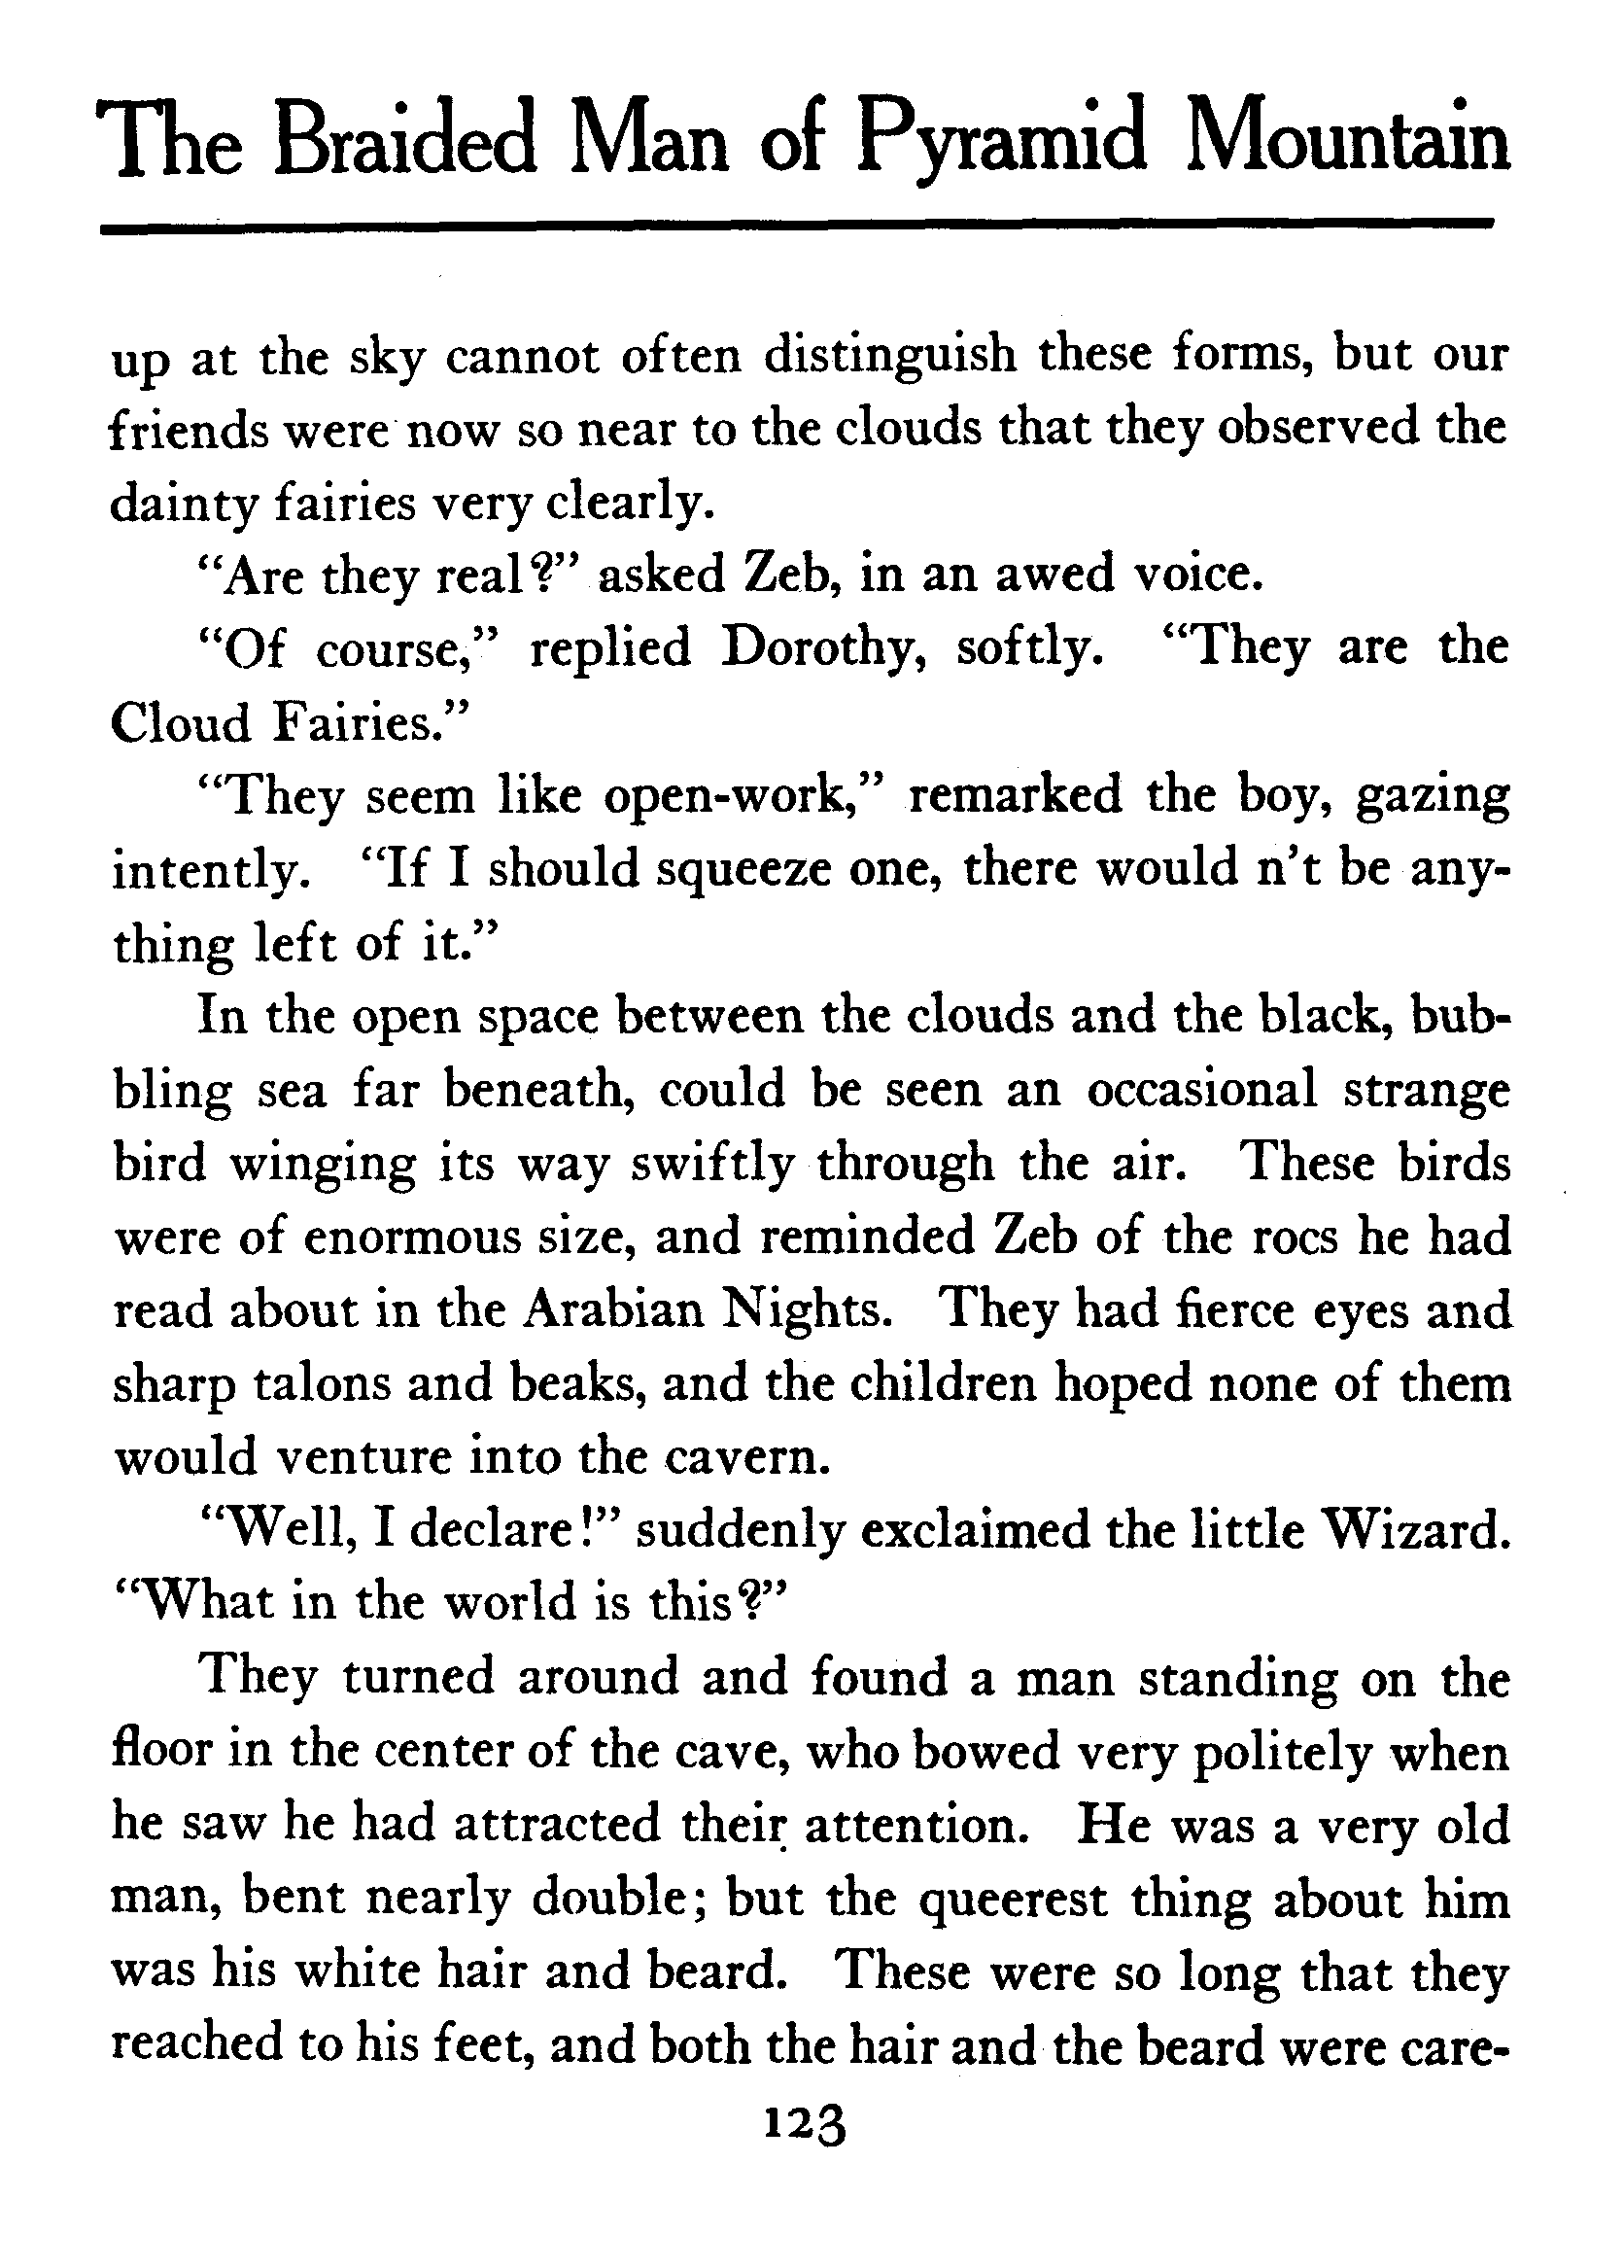 The Braided Man of Pyramid Mountain
up at the sky cannot often distinguish these forms, but our
friends were now so near to the clouds that they observed the
dainty fairies very clearly.
“Are they real?” asked Zeb, in an awed voice.
“Of course,” replied Dorothy, softly. “They are the
Cloud Fairies.”
“They seem like open-work,” remarked the boy, gazing
intently. “If I should squeeze one, there would n’t be any-
thing left of it.”
In the open space between the clouds and the black, bub-
bling sea far beneath, could be seen an occasional strange
bird winging its way swiftly through the air. These birds
were of enormous size, and reminded Zeb of the rocs he had
read about in the Arabian Nights. They had fierce eyes and
sharp talons and beaks, and the children hoped none of them
would venture into the cavern.
“Well, I declare!” suddenly exclaimed the little Wizard.
“What in the world is this?”
They turned around and found a man standing on the
floor in the center of the cave, who bowed very politely when
he saw he had attracted their attention. He was a very old
man, bent nearly double; but the queerest thing about him
was his white hair and beard. These were so long that they
reached to his feet, and both the hair and the beard were care-
123